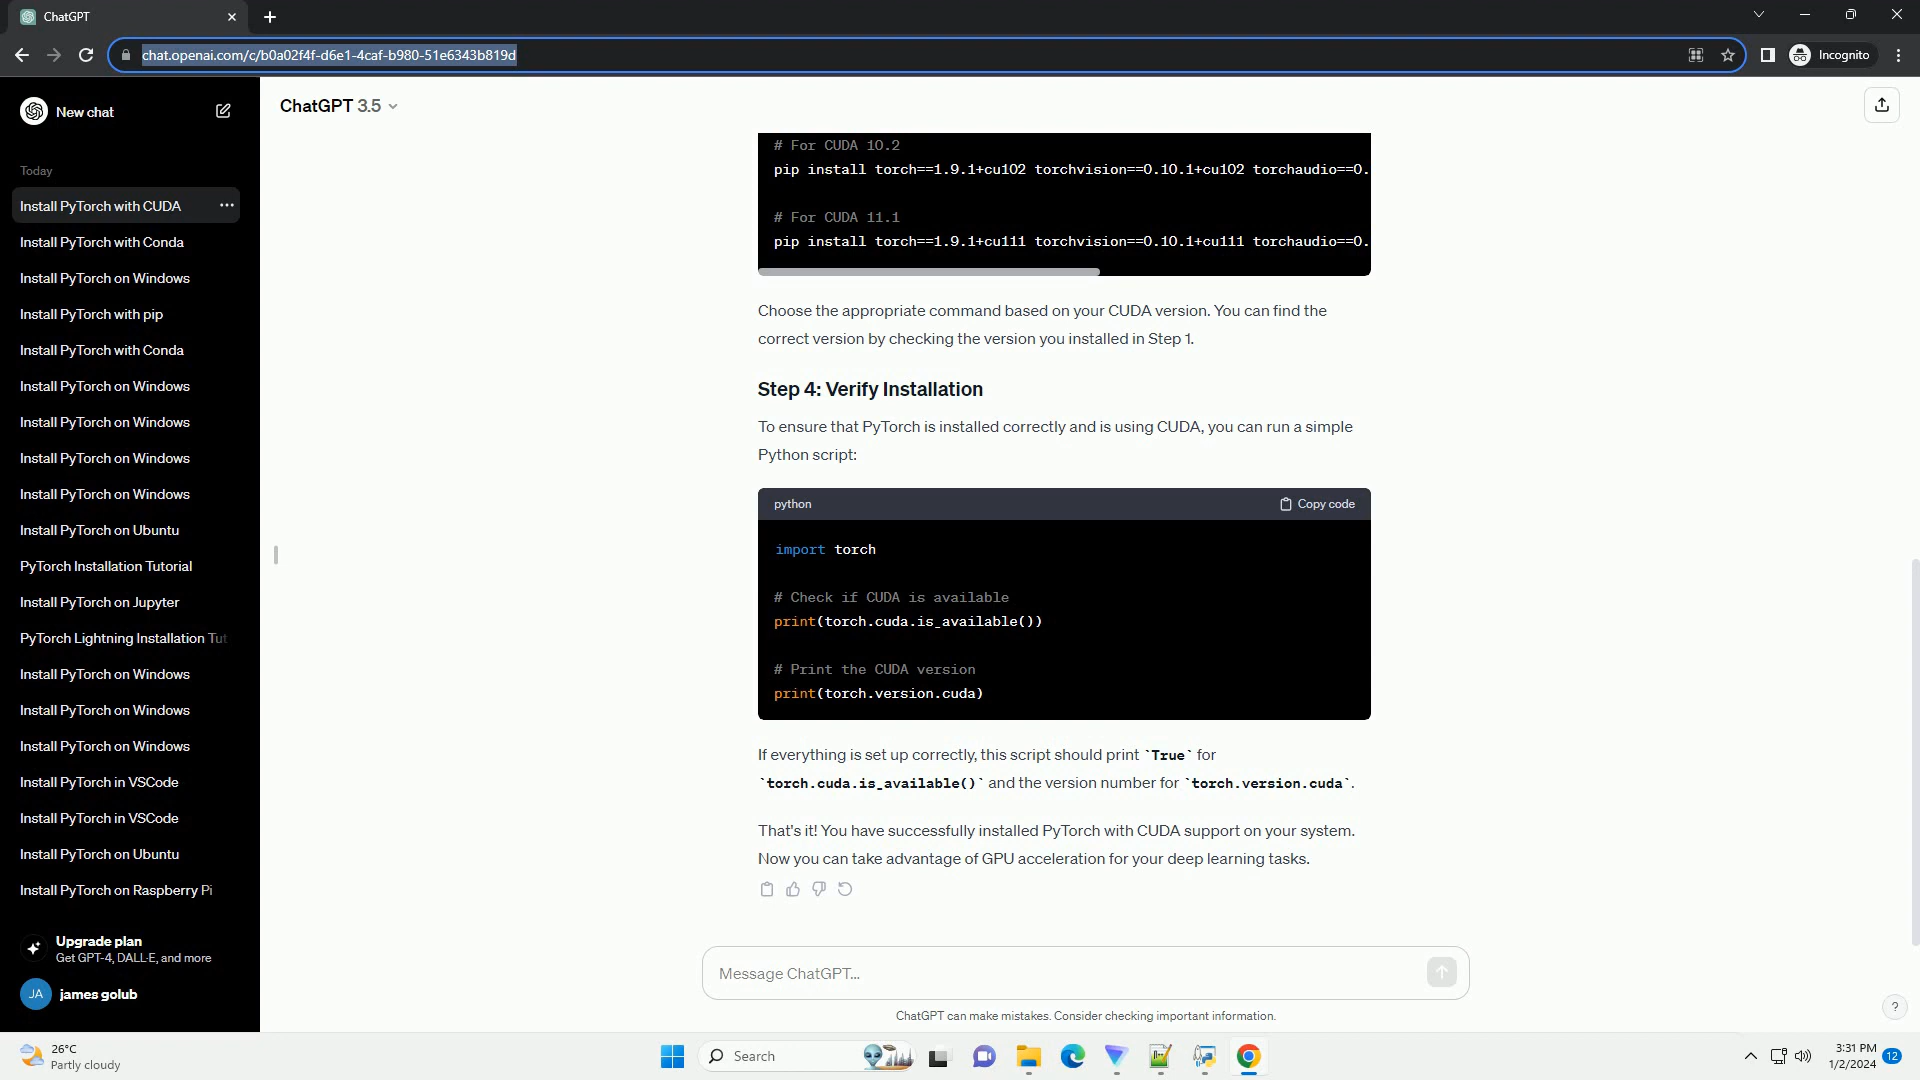 ChatGPT
chat.openai.com/c/b0a02f4f-d6e1-4caf-b980-51e6343b819d
Incognito
New chat
Today
Install PyTorch with CUDA
Install PyTorch with Conda
Install PyTorch on Windows
Install PyTorch with pip
Install PyTorch with Conda
Install PyTorch on Windows
Install PyTorch on Windows
Install PyTorch on Windows
Install PyTorch on Windows
Install PyTorch on Ubuntu
PyTorch Installation Tutorial
Install PyTorch on Jupyter
PyTorch Lightning Installation Tut
Install PyTorch on Windows
Install PyTorch on Windows
Install PyTorch on Windows
Install PyTorch in VSCode
Install PyTorch in VSCode
Install PyTorch on Ubuntu
Install PyTorch on Raspberry Pi
Upgrade plan
Get GPT-4, DALL·E, and more
JA james golub
ChatGPT 3.5
# For CUDA 10.2
pip install torch==1.9.1+cu102 torchvision==0.10.1+cu102 torchaudio==0.
# For CUDA 11.1
pip install torch==1.9.1+cu111 torchvision==0.10.1+cu111 torchaudio==0.
Choose the appropriate command based on your CUDA version. You can find the
correct version by checking the version you installed in Step 1.
Step 4: Verify Installation
To ensure that PyTorch is installed correctly and is using CUDA, you can run a simple
Python script:
python Copy code
import torch
# Check if CUDA is available
print(torch.cuda.is_available())
# Print the CUDA version
print(torch.version.cuda)
If everything is set up correctly, this script should print `True` for
`torch.cuda.is_available()` and the version number for `torch.version.cuda`.
That's it! You have successfully installed PyTorch with CUDA support on your system.
Now you can take advantage of GPU acceleration for your deep learning tasks.
Message ChatGPT...
ChatGPT can make mistakes. Consider checking important information.
?
26°C
Partly cloudy
Search
3:31 PM
1/2/2024
12